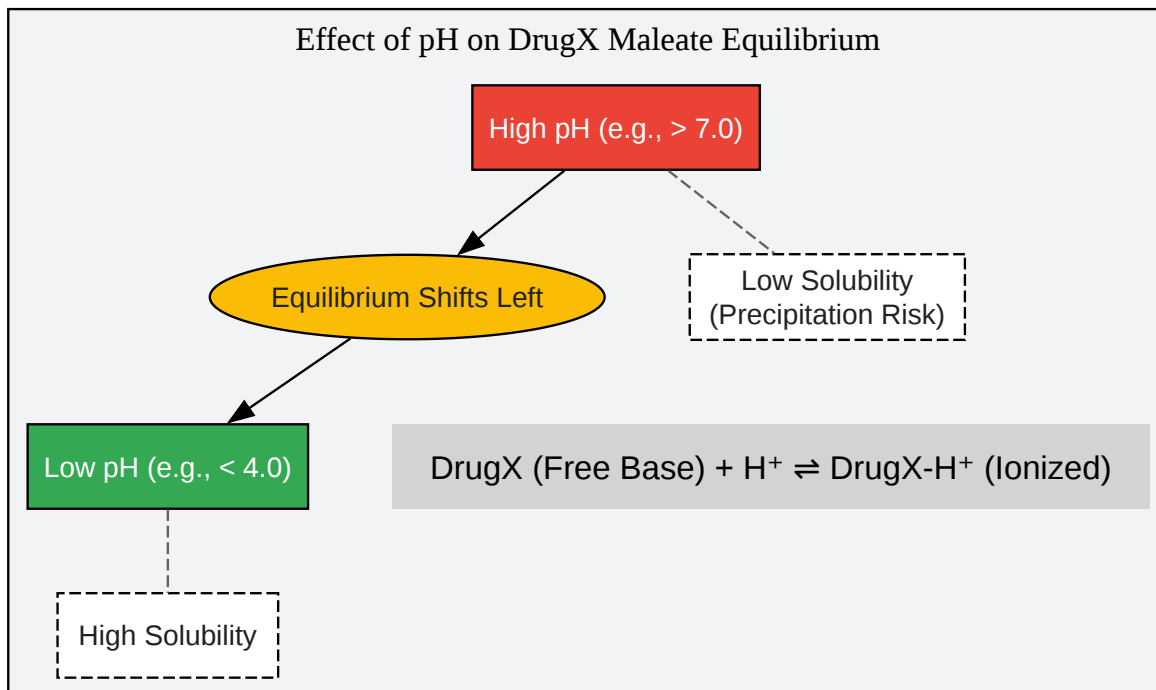 Effect of pH on DrugX Maleate Equilibrium
High pH (e.g., > 7.0)
Equilibrium Shifts Left
Low Solubility
(Precipitation Risk)
Low pH (e.g., < 4.0)
DrugX (Free Base) + H⁺ ⇌ DrugX-H⁺ (Ionized)
High Solubility